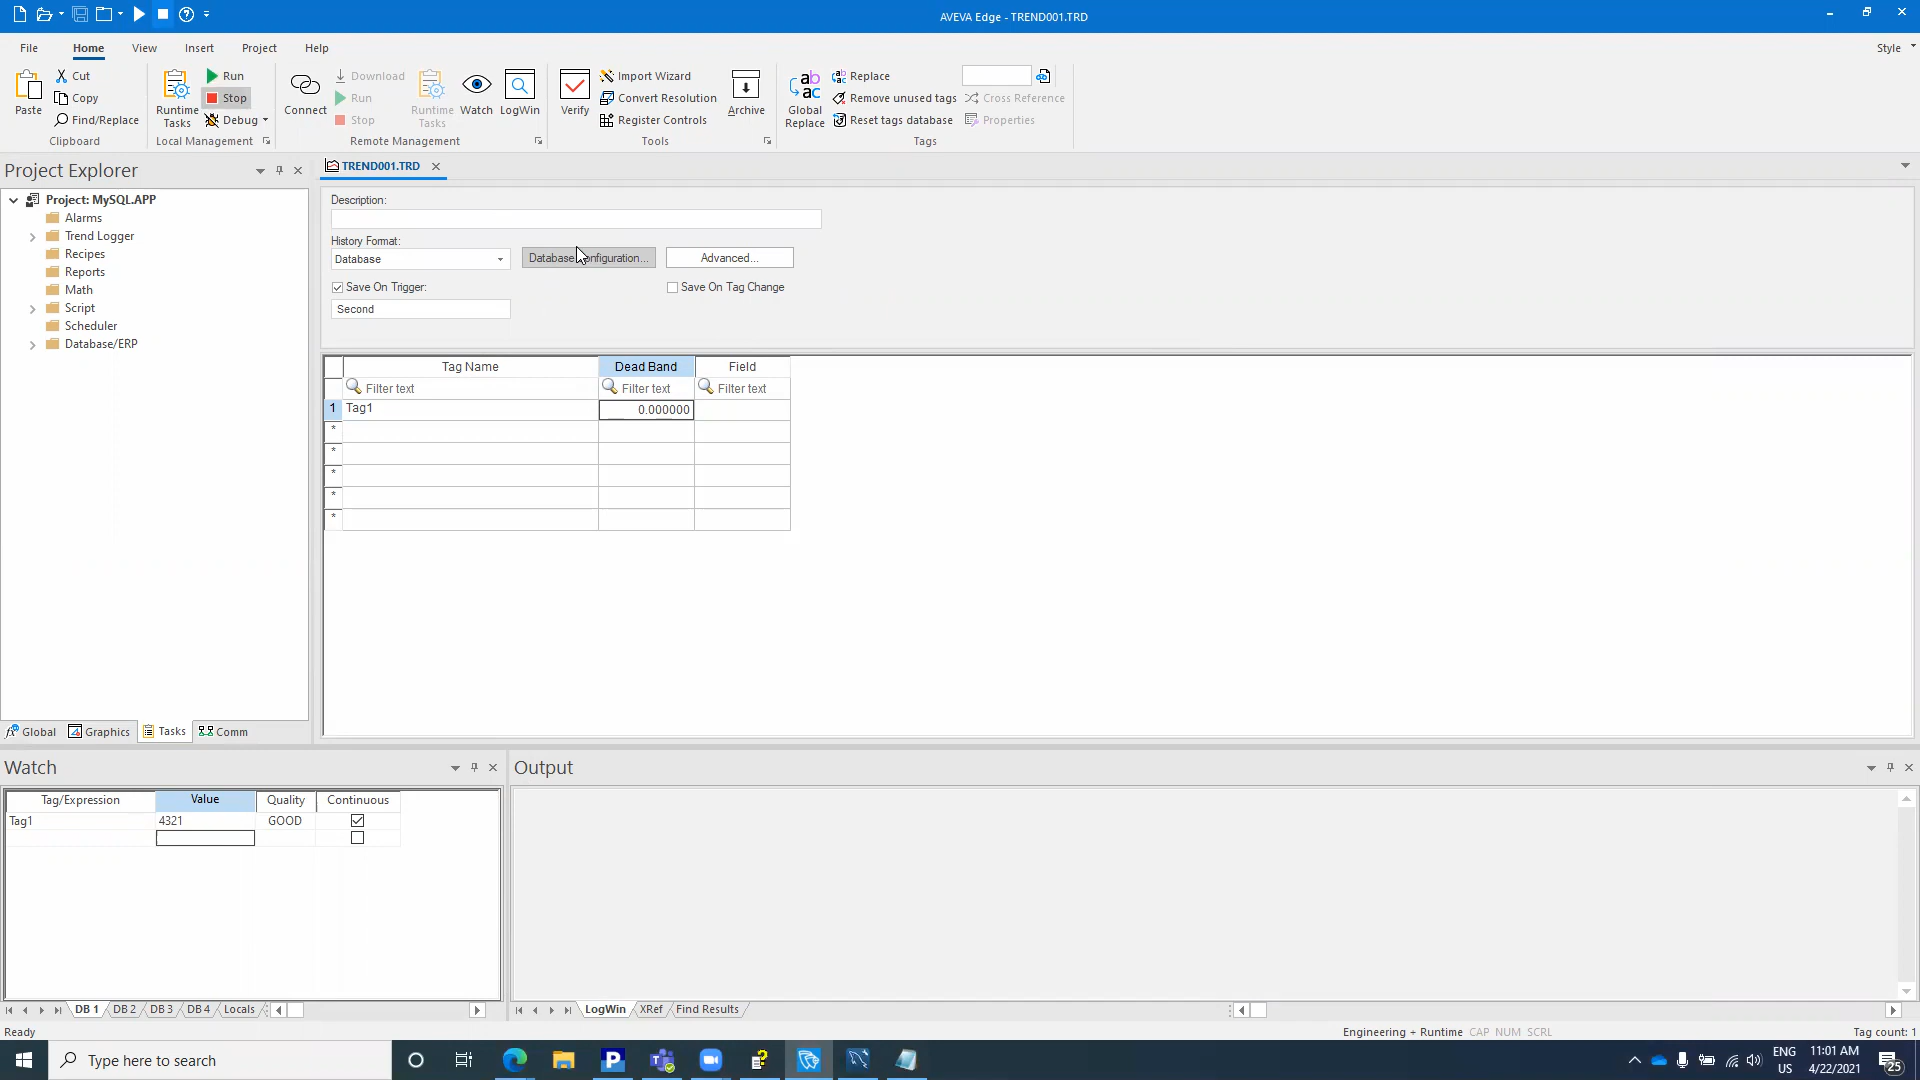 AVEVA Edge - TREND001.TRD
File Home View Insert Project Help Style
Paste
Cut
Copy
Find/Replace
Clipboard
Runtime Tasks
Run
Stop
Debug
Local Management
Connect
Download
Run
Stop
Runtime Tasks
Watch
LogWin
Remote Management
Verify
Import Wizard
Convert Resolution
Register Controls
Archive
Tools
Global Replace
Replace
Remove unused tags
Reset tags database
Cross Reference
Properties
Tags
Project Explorer
Project: MySQL.APP
Alarms
Trend Logger
Recipes
Reports
Math
Script
Scheduler
Database/ERP
Global Graphics Tasks Comm
TREND001.TRD
Description:
History Format:
Database Database Configuration... Advanced...
Save On Trigger: Save On Tag Change
Second
Tag Name Dead Band Field
Filter text Filter text Filter text
1 Tag1 0.000000
*
*
*
*
*
Watch
Tag/Expression Value Quality Continuous
Tag1 4321 GOOD
DB 1 DB 2 DB 3 DB 4 Locals
Output
LogWin XRef Find Results
Ready Engineering + Runtime CAP NUM SCRL Tag count: 1
Type here to search
ENG US
11:01 AM
4/22/2021
25